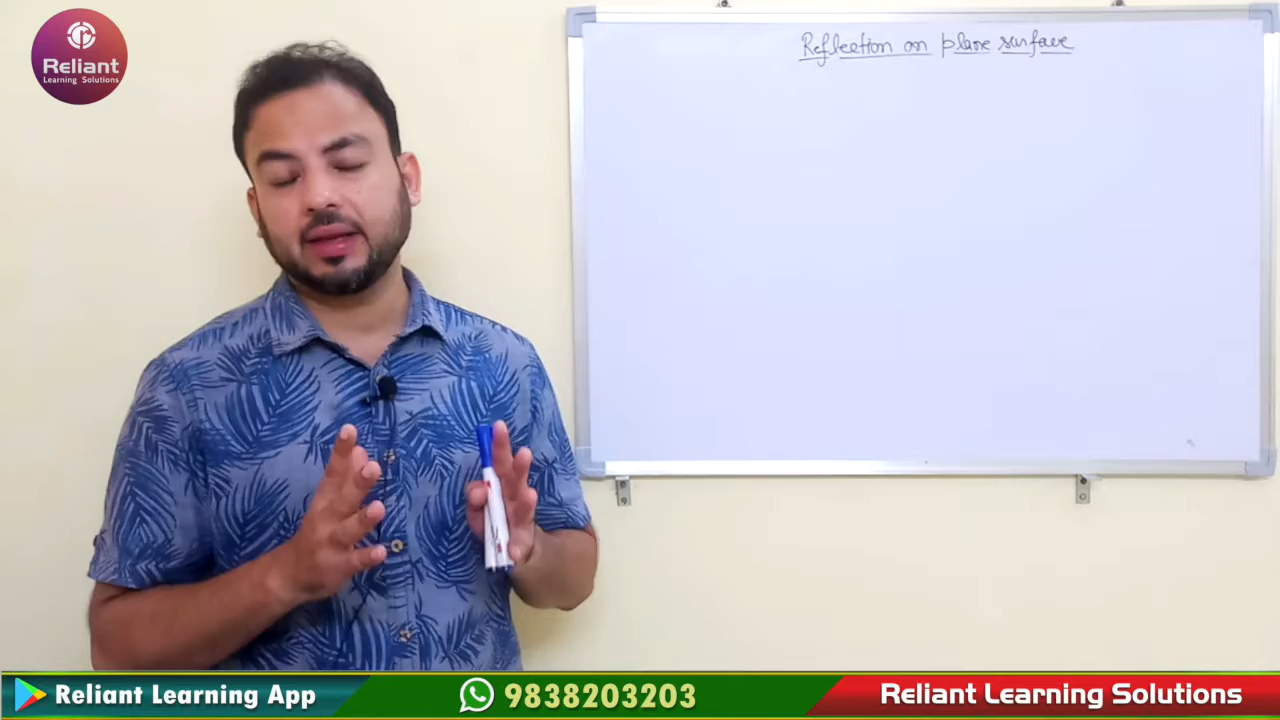 Reliant
Learning Solutions
Reflection on plane surface
Reliant Learning App
9838203203
Reliant Learning Solutions